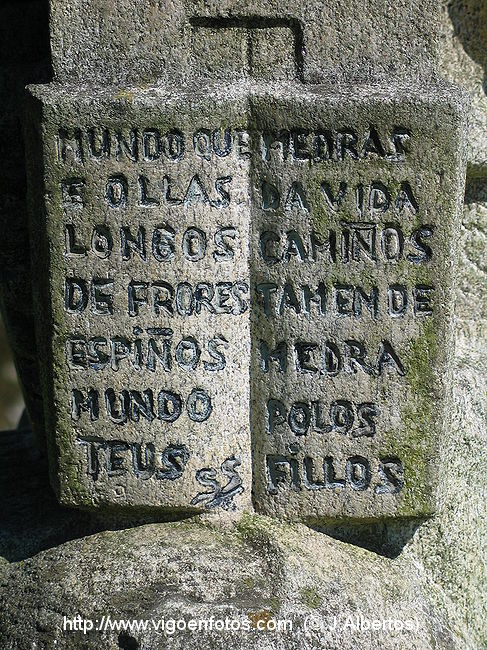 MUNDO QUE MEDRAS
E OLLAS DA VIDA
LONGOS CAMIÑOS
DE FRORES TAMEN DE
ESPIÑOS MEDRA
MUNDO POLOS
TEUS FILLOS
http://www.vigoenfotos.com (© J.Albertos)